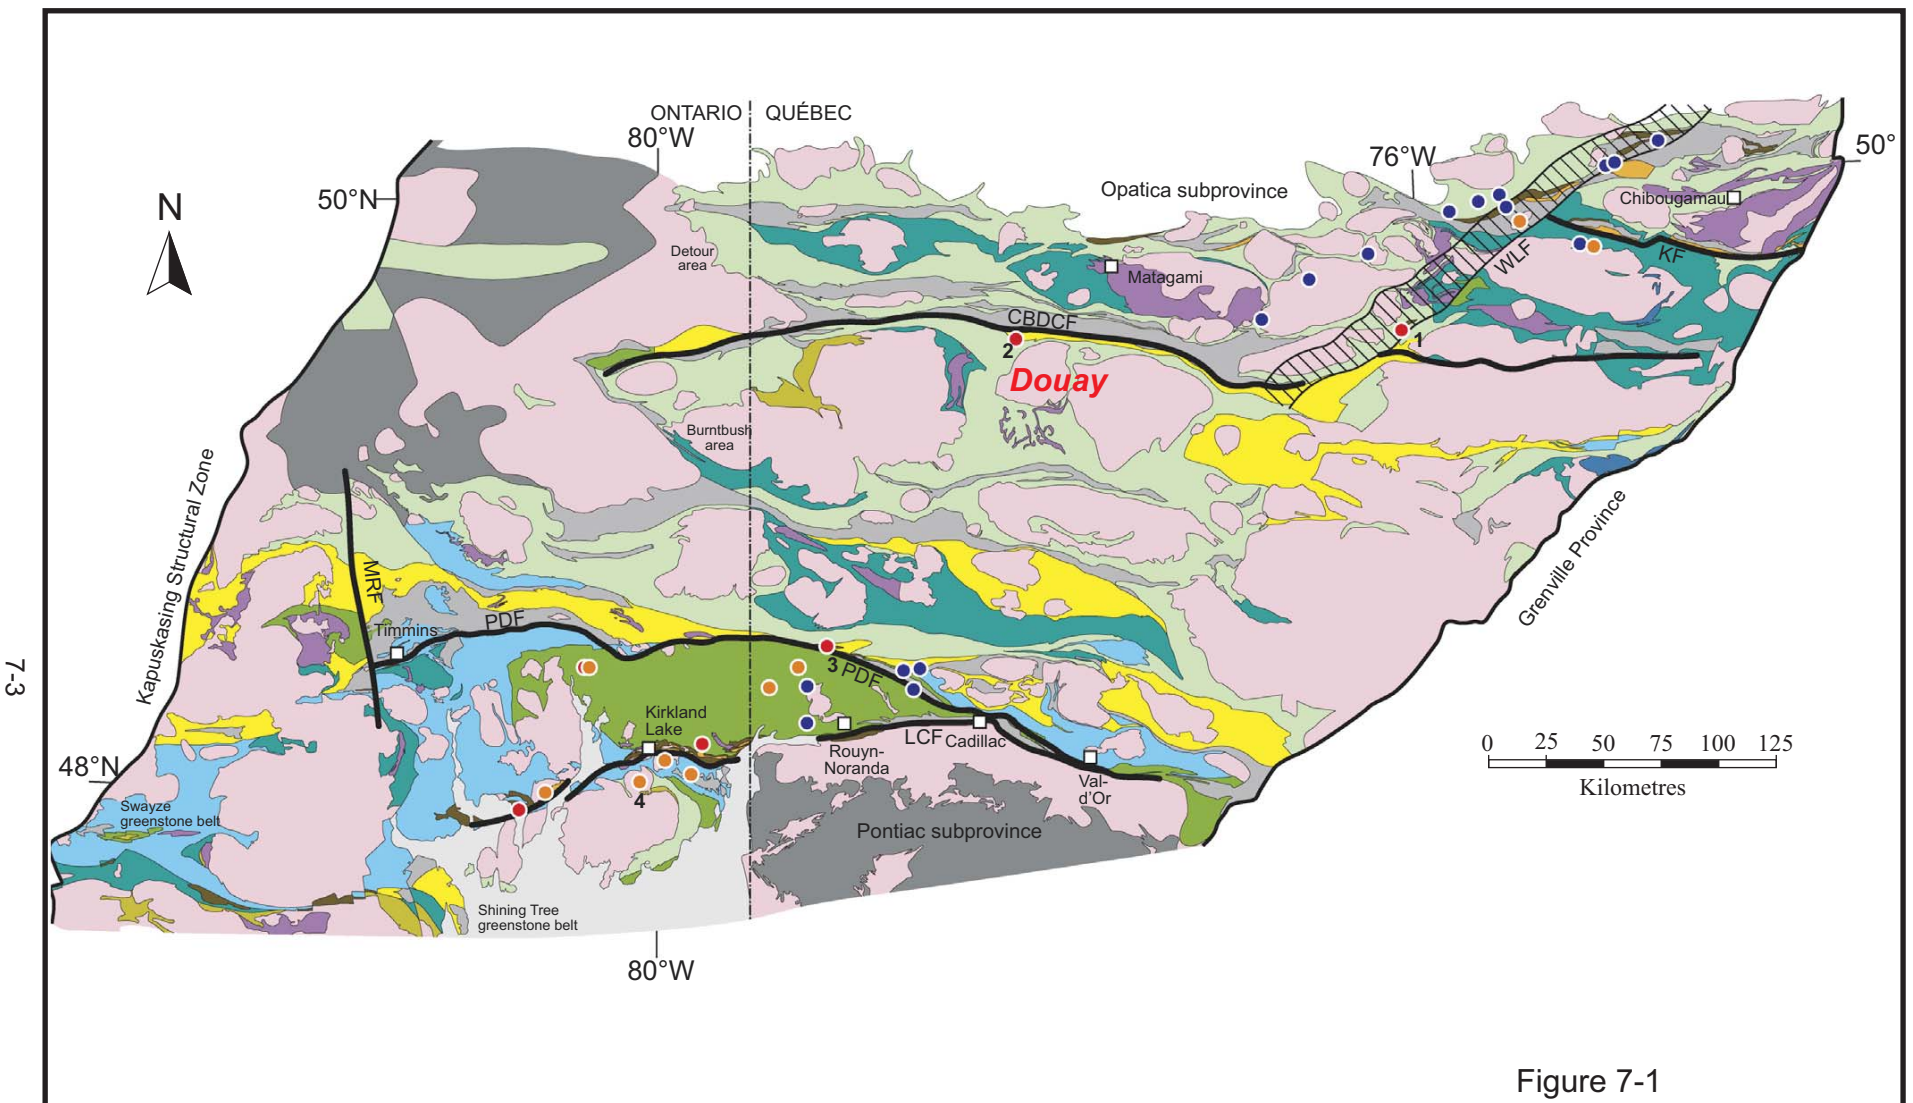 ONTARIO
QUÉBEC
80°W
50°
76°W
Opatica subprovince
50°N
N
Chibougamau
Detour
area
WLF
KF
Matagami
CBDCF
1
2
Douay
Burntbush
area
Kapuskasing Structural Zone
Grenville Province
MRF
PDF
Timmins
3
PDF
7-3
Kirkland
Lake
LCF
Cadillac
Rouyn-
Noranda
0 25 50 75 100 125
Kilometres
48°N
Val-
d'Or
4
Swayze
greenstone belt
Pontiac subprovince
Shining Tree
greenstone belt
80°W
Figure 7-1